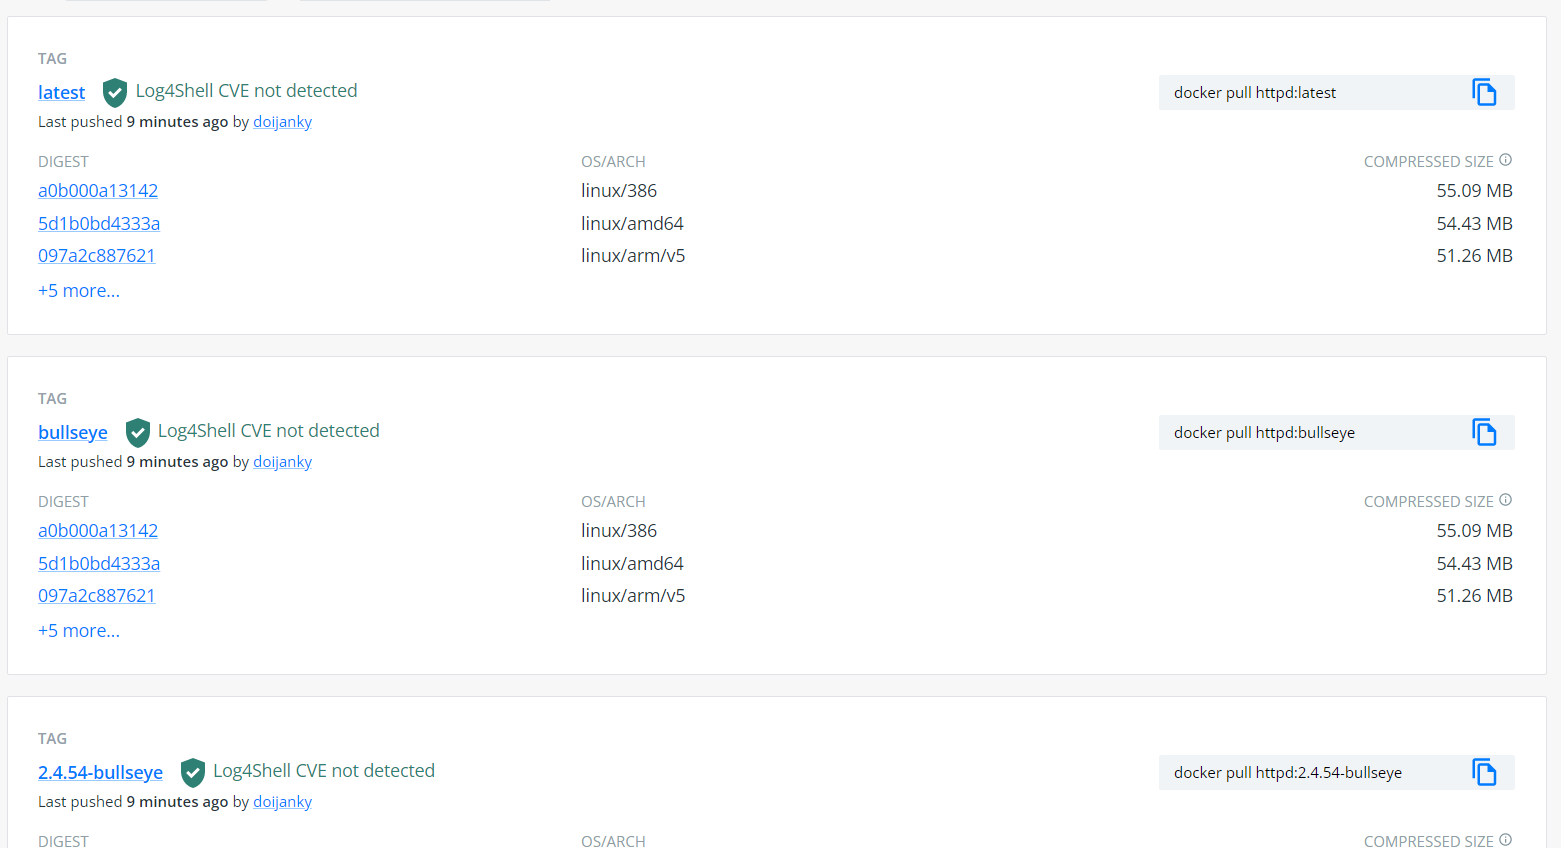 TAG
latest Log4Shell CVE not detected docker pull httpd:latest
Last pushed 9 minutes ago by doijanky
DIGEST OS/ARCH COMPRESSED SIZE
a0b000a13142 linux/386 55.09 MB
5d1b0bd4333a linux/amd64 54.43 MB
097a2c887621 linux/arm/v5 51.26 MB
+5 more...
TAG
bullseye Log4Shell CVE not detected docker pull httpd:bullseye
Last pushed 9 minutes ago by doijanky
DIGEST OS/ARCH COMPRESSED SIZE
a0b000a13142 linux/386 55.09 MB
5d1b0bd4333a linux/amd64 54.43 MB
097a2c887621 linux/arm/v5 51.26 MB
+5 more...
TAG
2.4.54-bullseye Log4Shell CVE not detected docker pull httpd:2.4.54-bullseye
Last pushed 9 minutes ago by doijanky
DIGEST OS/ARCH COMPRESSED SIZE